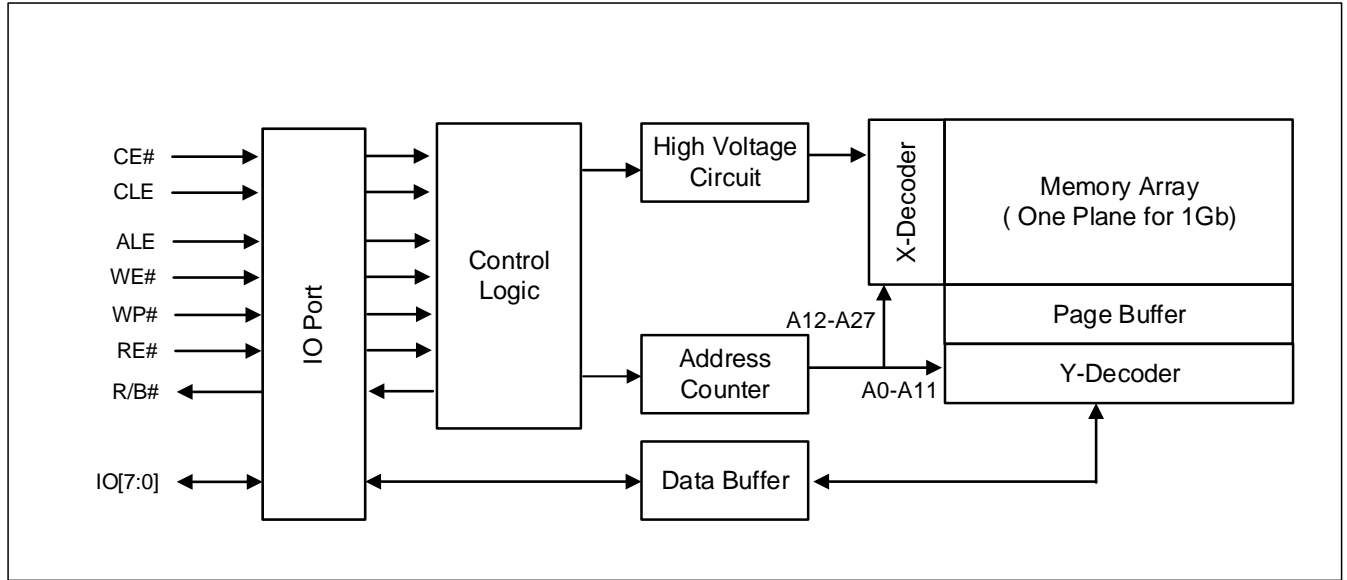 CE#
CLE
ALE
WE#
WP#
RE#
R/B#
IO[7:0]
IO Port
Control
Logic
High Voltage
Circuit
Address
Counter
Data Buffer
X-Decoder
A12-A27
A0-A11
Memory Array
( One Plane for 1Gb)
Page Buffer
Y-Decoder